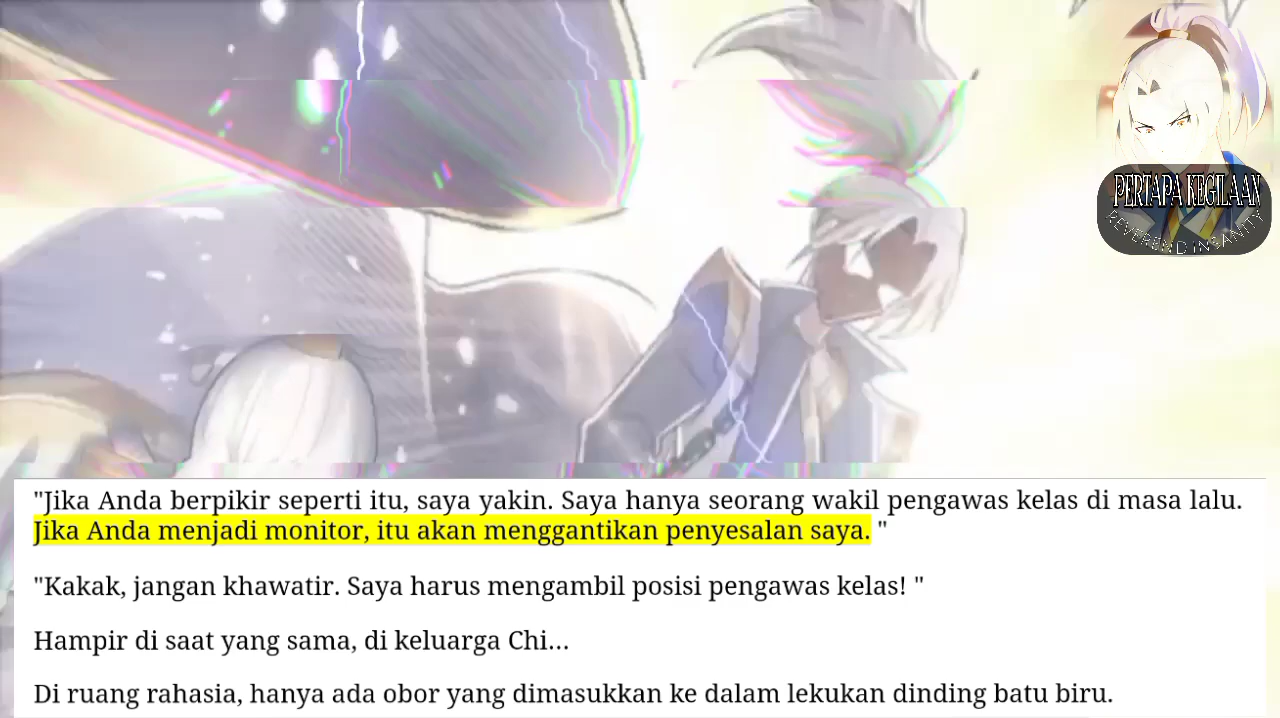 PERTAPA KEGILAAN
REVEREND INSANITY
"Jika Anda berpikir seperti itu, saya yakin. Saya hanya seorang wakil pengawas kelas di masa lalu.
Jika Anda menjadi monitor, itu akan menggantikan penyesalan saya. "
"Kakak, jangan khawatir. Saya harus mengambil posisi pengawas kelas! "
Hampir di saat yang sama, di keluarga Chi...
Di ruang rahasia, hanya ada obor yang dimasukkan ke dalam lekukan dinding batu biru.